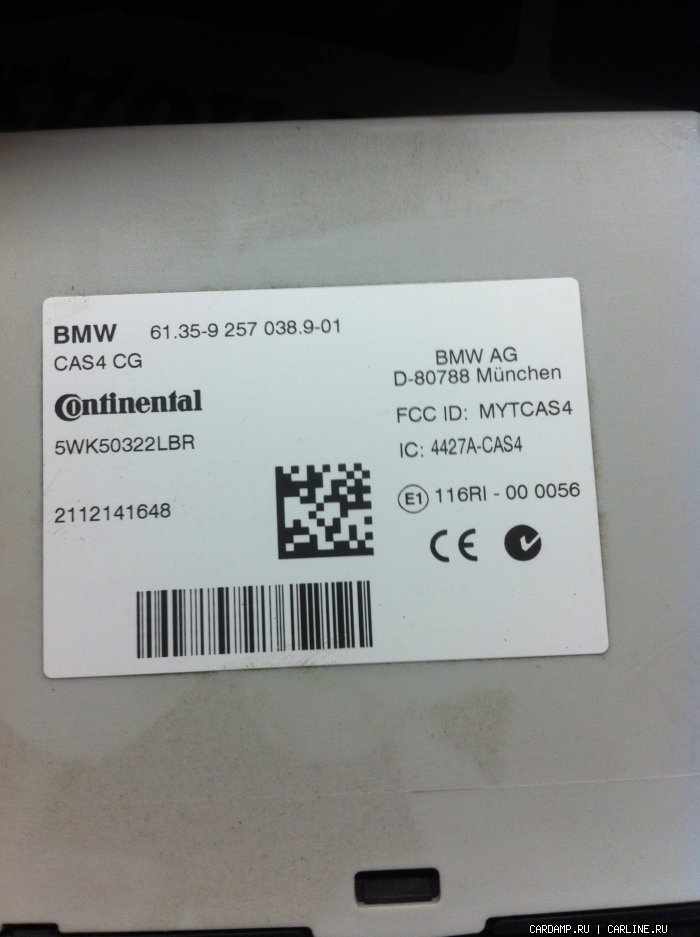 BMW 61.35-9 257 038.9-01
CAS4 CG
Continental
5WK50322LBR
2112141648
BMW AG
D-80788 München
FCC ID: MYTCAS4
IC: 4427A-CAS4
E1 116RI - 00 0056
CE
CARDAMP.RU | CARLINE.RU